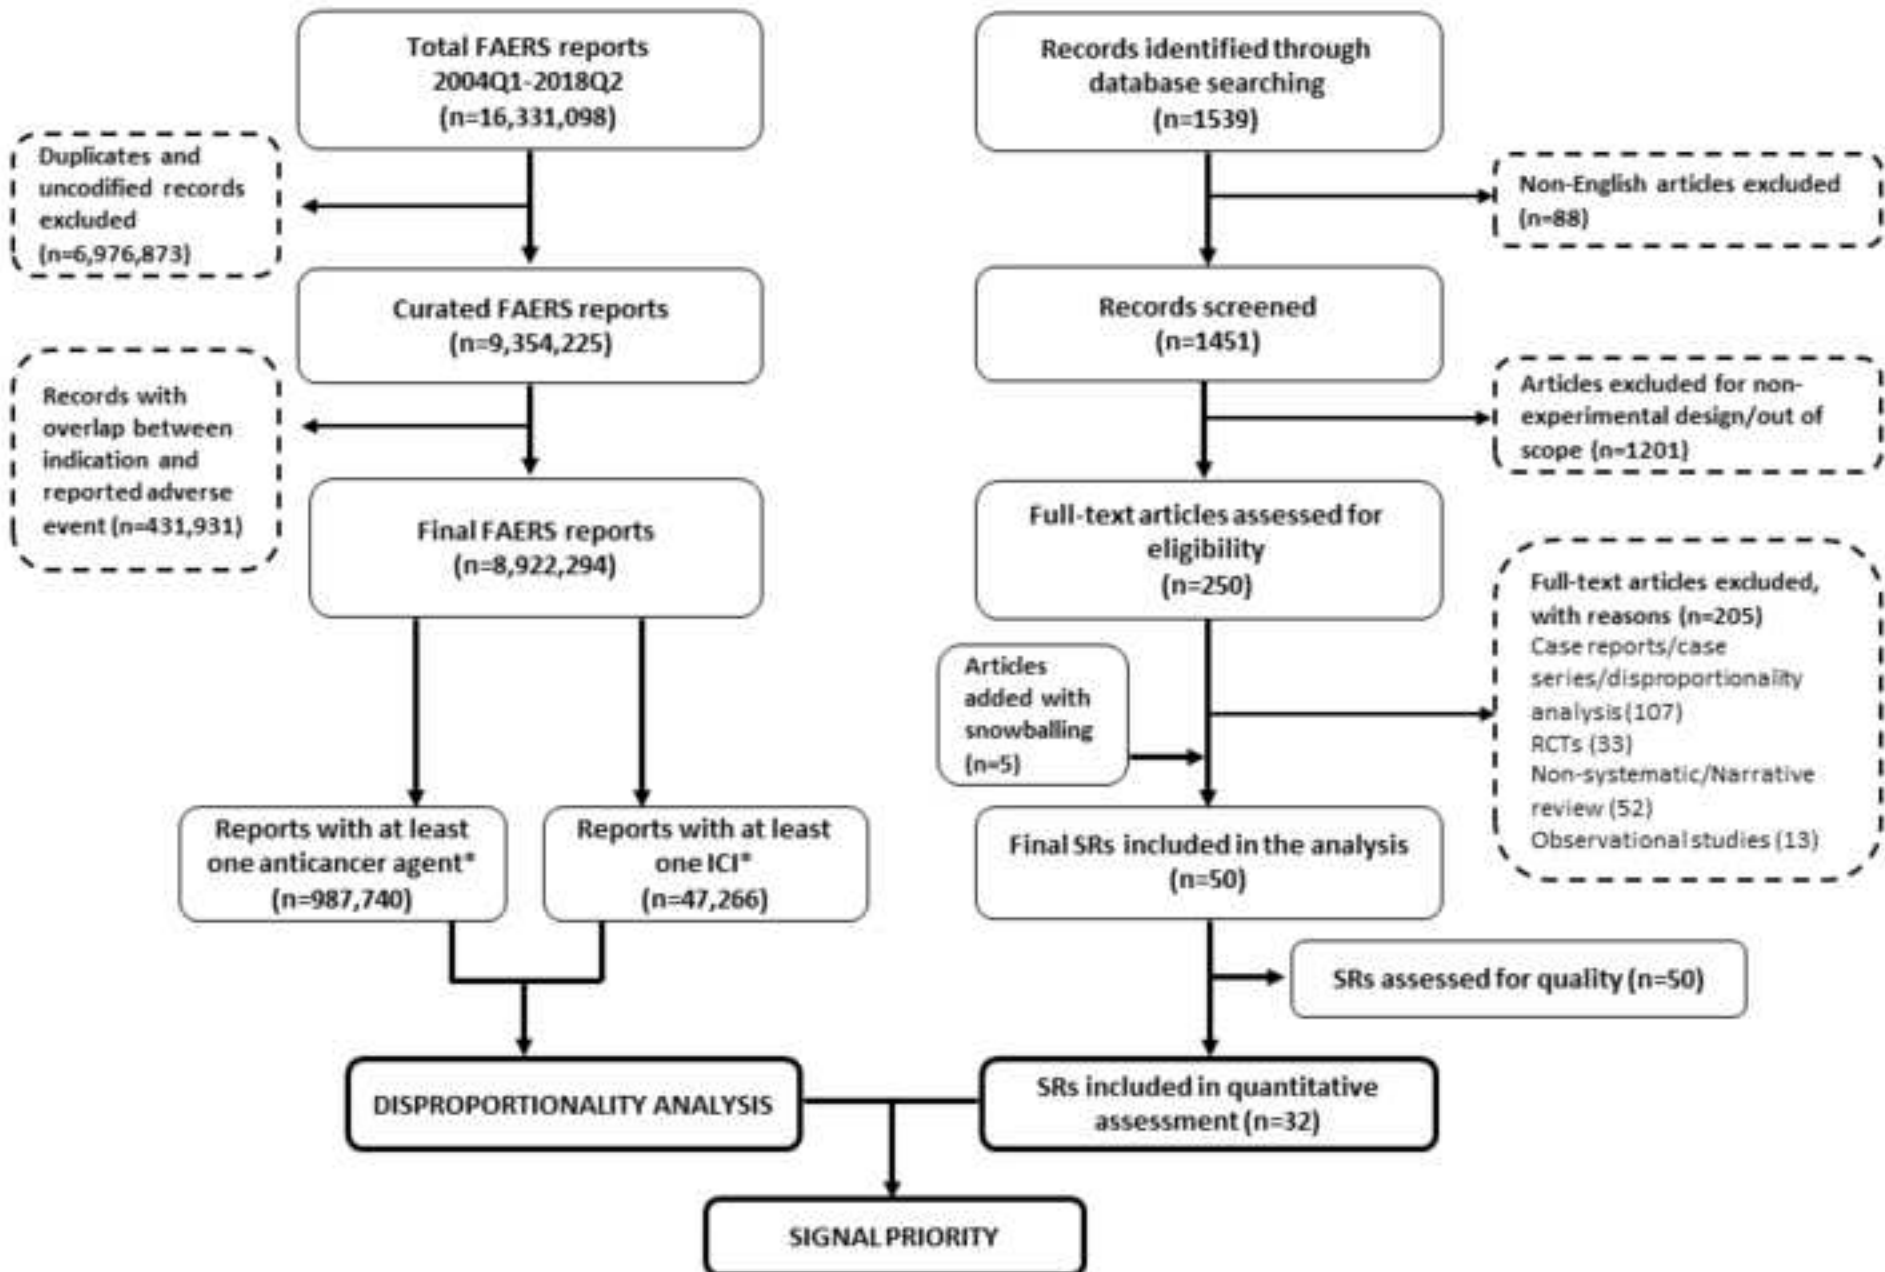 Total FAERS reports
2004Q1-2018Q2
(n=16,331,098)
Duplicates and
uncodified records
excluded
(n=6,976,873)
Curated FAERS reports
(n=9,354,225)
Records with
overlap between
indication and
reported adverse
event (n=431,931)
Final FAERS reports
(n=8,922,294)
Reports with at least
one anticancer agent*
(n=987,740)
Reports with at least
one ICI*
(n=47,266)
DISPROPORTIONALITY ANALYSIS
Records identified through
database searching
(n=1539)
Non-English articles excluded
(n=88)
Records screened
(n=1451)
Articles excluded for non-
experimental design/out of
scope (n=1201)
Full-text articles assessed for
eligibility
(n=250)
Articles
added with
snowballing
(n=5)
Full-text articles excluded,
with reasons (n=205)
Case reports/case
series/disproportionality
analysis (107)
RCTs (33)
Non-systematic/Narrative
review (52)
Observational studies (13)
Final SRs included in the analysis
(n=50)
SRs assessed for quality (n=50)
SRs included in quantitative
assessment (n=32)
SIGNAL PRIORITY